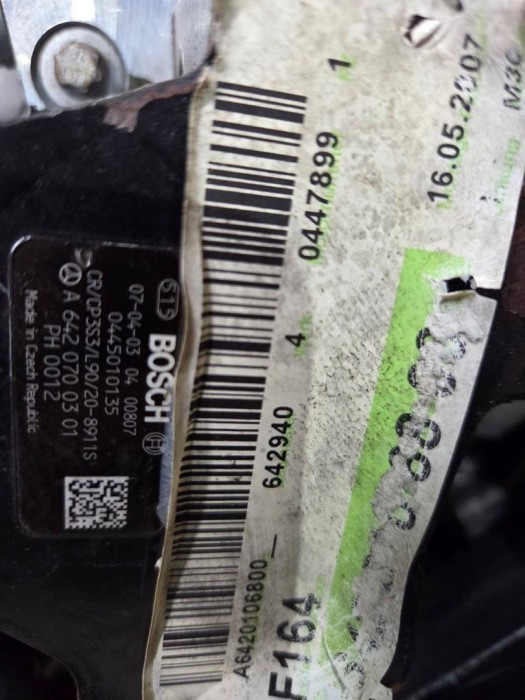 615 BOSCH
07-04-03 04 00807
0445010135
CR/CP3S3/L90/20-8911S
A 642 070 03 01
PH 0012
Made in Czech Republic
16.05.2007
0447899
1
642940
4
A6420106800
F164